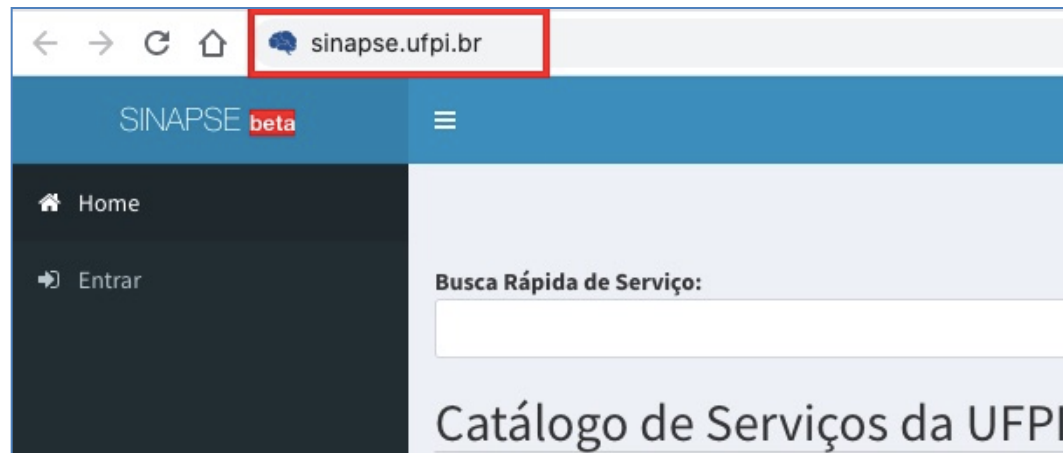 sinapse.ufpi.br
SINAPSE beta
Home
Entrar
Busca Rápida de Serviço:
Catálogo de Serviços da UFPI